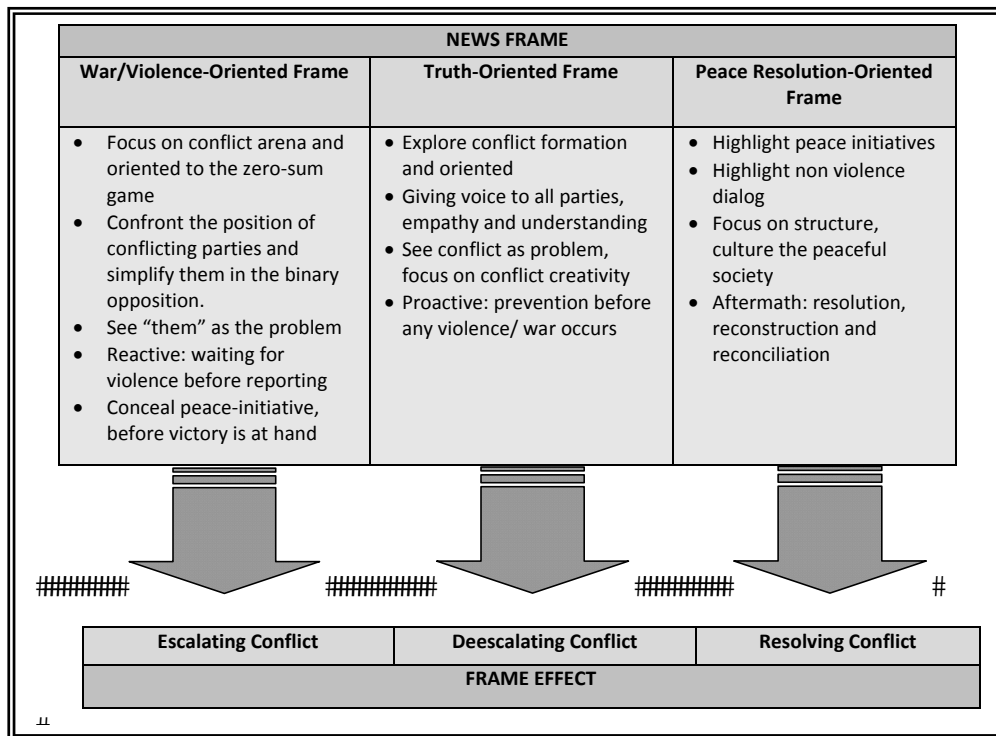 NEWS FRAME
War/Violence-Oriented Frame
Truth-Oriented Frame
Peace Resolution-Oriented
Frame
• Focus on conflict arena and
oriented to the zero-sum
game
• Confront the position of
conflicting parties and
simplify them in the binary
opposition.
• See “them” as the problem
• Reactive: waiting for
violence before reporting
• Conceal peace-initiative,
before victory is at hand
• Explore conflict formation
and oriented
• Giving voice to all parties,
empathy and understanding
• See conflict as problem,
focus on conflict creativity
• Proactive: prevention before
any violence/ war occurs
• Highlight peace initiatives
• Highlight non violence
dialog
• Focus on structure,
culture the peaceful
society
• Aftermath: resolution,
reconstruction and
reconciliation
######### ########## ######### #
Escalating Conflict
Deescalating Conflict
Resolving Conflict
FRAME EFFECT